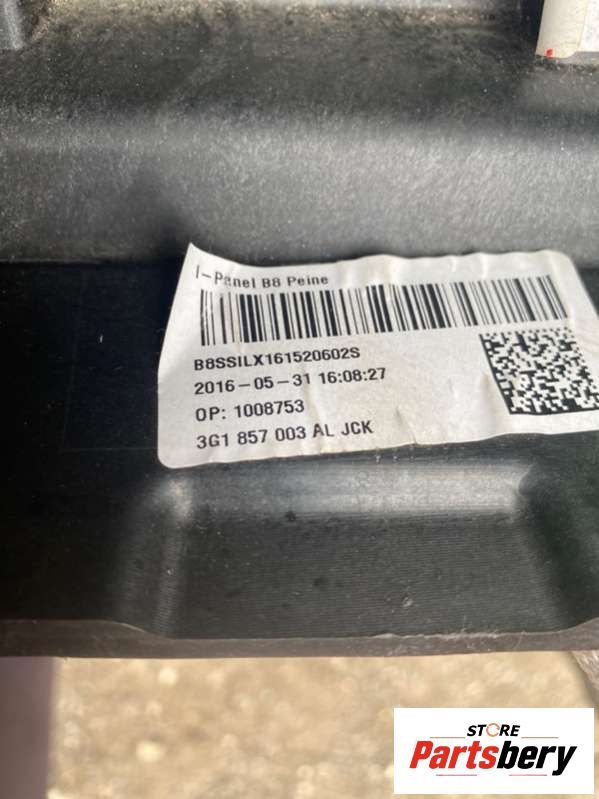 I-Panel B8 Peine
B8SSILX161520602S
2016-05-31 16:08:27
OP: 1008753
3G1 857 003 AL JCK
STORE
Partsbery